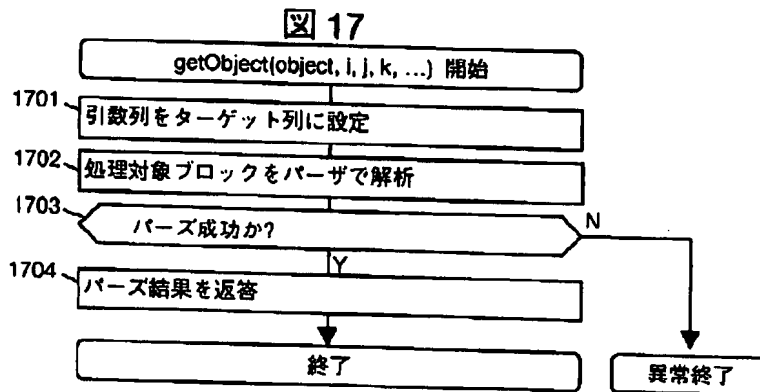 図 17
getObject(object, i, j, k, ...) 開始
1701
引数列をターゲット列に設定
1702
処理対象ブロックをパーザで解析
1703
パーズ成功か?
N
Y
1704
パーズ結果を返答
終了
異常終了